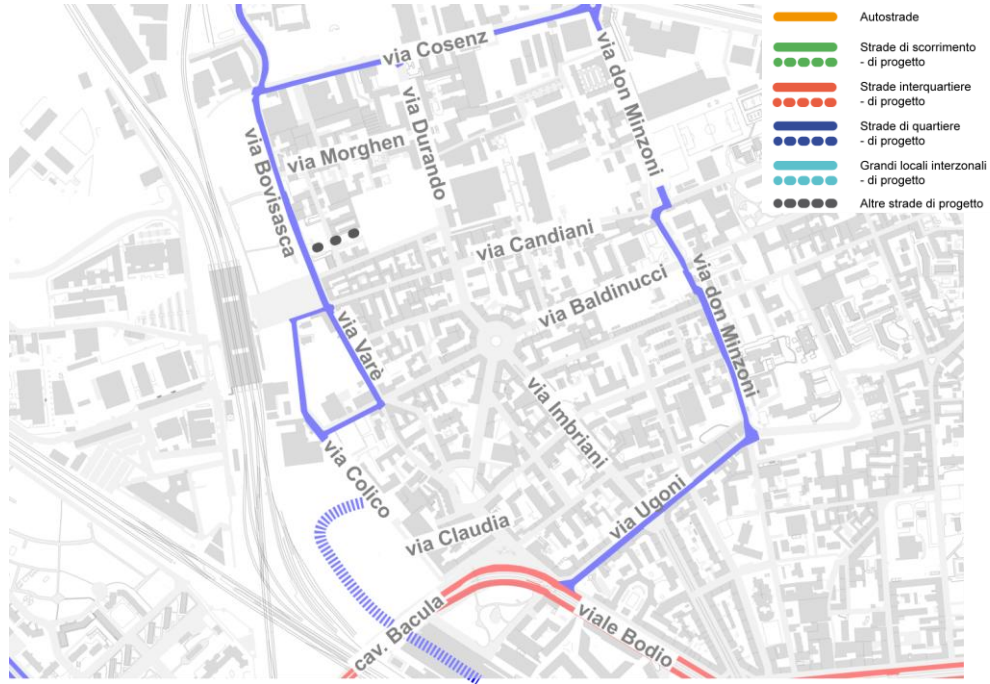 Autostrade
Strade di scorrimento
- di progetto
Strade interquartiere
- di progetto
Strade di quartiere
- di progetto
Grandi locali interzonali
- di progetto
Altre strade di progetto
via Cosenz
via don Minzoni
via Durando
via Morghen
via Bovisasca
via Candiani
via Baldinucci
via don Minzoni
via Varè
via Imbriani
via Colico
via Ugoni
via Claudia
cav. Bacula
viale Bodio